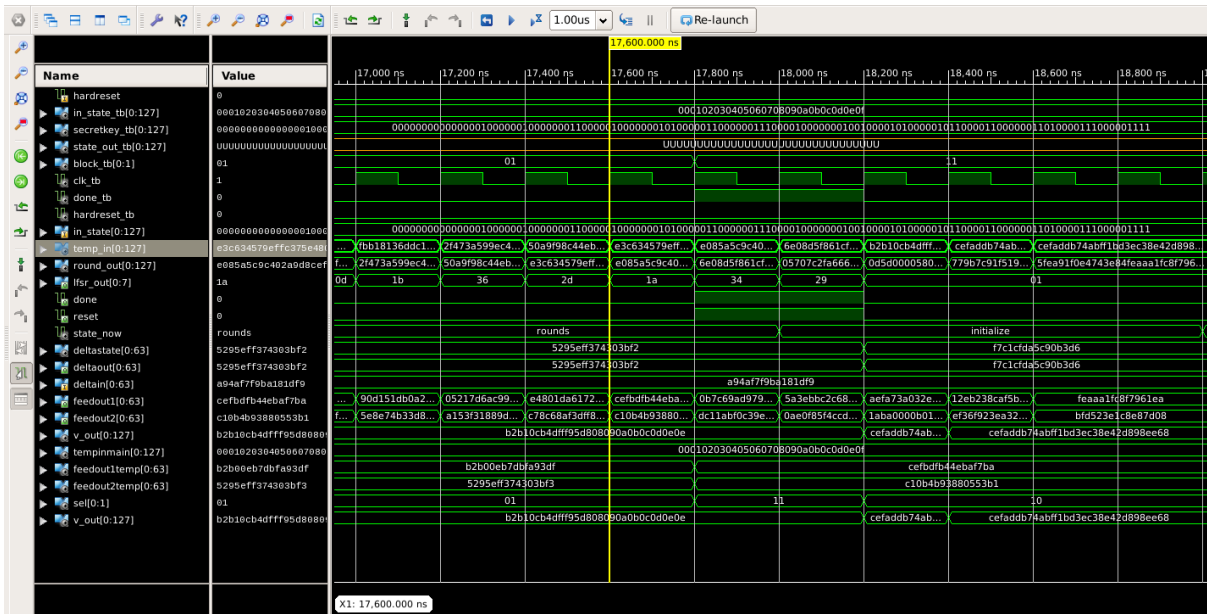 1.00us
Re-launch
17,600.000 ns
Name Value
17,000 ns 17,200 ns 17,400 ns 17,600 ns 17,800 ns 18,000 ns 18,200 ns 18,400 ns 18,600 ns 18,800 ns
hardreset 0
in_state_tb[0:127] 0001020304050607080 000102030405060708090a0b0c0d0e0f
secretkey_tb[0:127]
state_out_tb[0:127]
block_tb[0:1] 01 01 11
clk_tb 1
done_tb 0
hardreset_tb 0
in_state[0:127]
temp_in[0:127] e3c634579effc375e48 ... fbb18136ddc1... 2f473a599ec4... 50a9f98c44eb... e3c634579eff... e085a5c9c40... 6e08d5f861cf... b2b10cb4dfff... cefaddb74ab... cefaddb74abff1bd3ec38e42d898...
round_out[0:127] e085a5c9c402a9d8cef f... 2f473a599ec4... 50a9f98c44eb... e3c634579eff... e085a5c9c40... 6e08d5f861cf... 05707c2fa666... 0d5d0000580... 779b7c91f519... 5fea91f0e4743e84feaaa1fc8f796...
lfsr_out[0:7] 1a 0d 1b 36 2d 1a 34 29 01
done 0
reset 0
state_now rounds rounds initialize
deltastate[0:63] 5295eff374303bf2 5295eff374303bf2 f7c1cfda5c90b3d6
deltaout[0:63] 5295eff374303bf2 5295eff374303bf2 f7c1cfda5c90b3d6
deltain[0:63] a94af7f9ba181df9 a94af7f9ba181df9
feedout1[0:63] cefbdfb44ebaf7ba ... 90d151db0a2... 05217d6ac99... e4801da6172... cefbdfb44eba... 0b7c69ad979... 5a3ebbc2c68... aefa73a032e... 12eb238caf5b... feaaa1fc8f7961ea
feedout2[0:63] c10b4b93880553b1 f... 5e8e74b33d8... a153f31889d... c78c68af3dff8... c10b4b93880... dc11abf0c39e... 0ae0f85f4ccd... 1aba0000b01... ef36f923ea32... bfd523e1c8e87d08
v_out[0:127] b2b10cb4dfff95d8080 b2b10cb4dfff95d808090a0b0c0d0e0e cefaddb74ab... cefaddb74abff1bd3ec38e42d898ee68
tempinmain[0:127] 0001020304050607080 000102030405060708090a0b0c0d0e0f
feedout1temp[0:63] b2b00eb7dbfa93df b2b00eb7dbfa93df cefbdfb44ebaf7ba
feedout2temp[0:63] 5295eff374303bf3 5295eff374303bf3 c10b4b93880553b1
sel[0:1] 01 01 11 10
v_out[0:127] b2b10cb4dfff95d8080 b2b10cb4dfff95d808090a0b0c0d0e0e cefaddb74ab... cefaddb74abff1bd3ec38e42d898ee68
X1: 17,600.000 ns